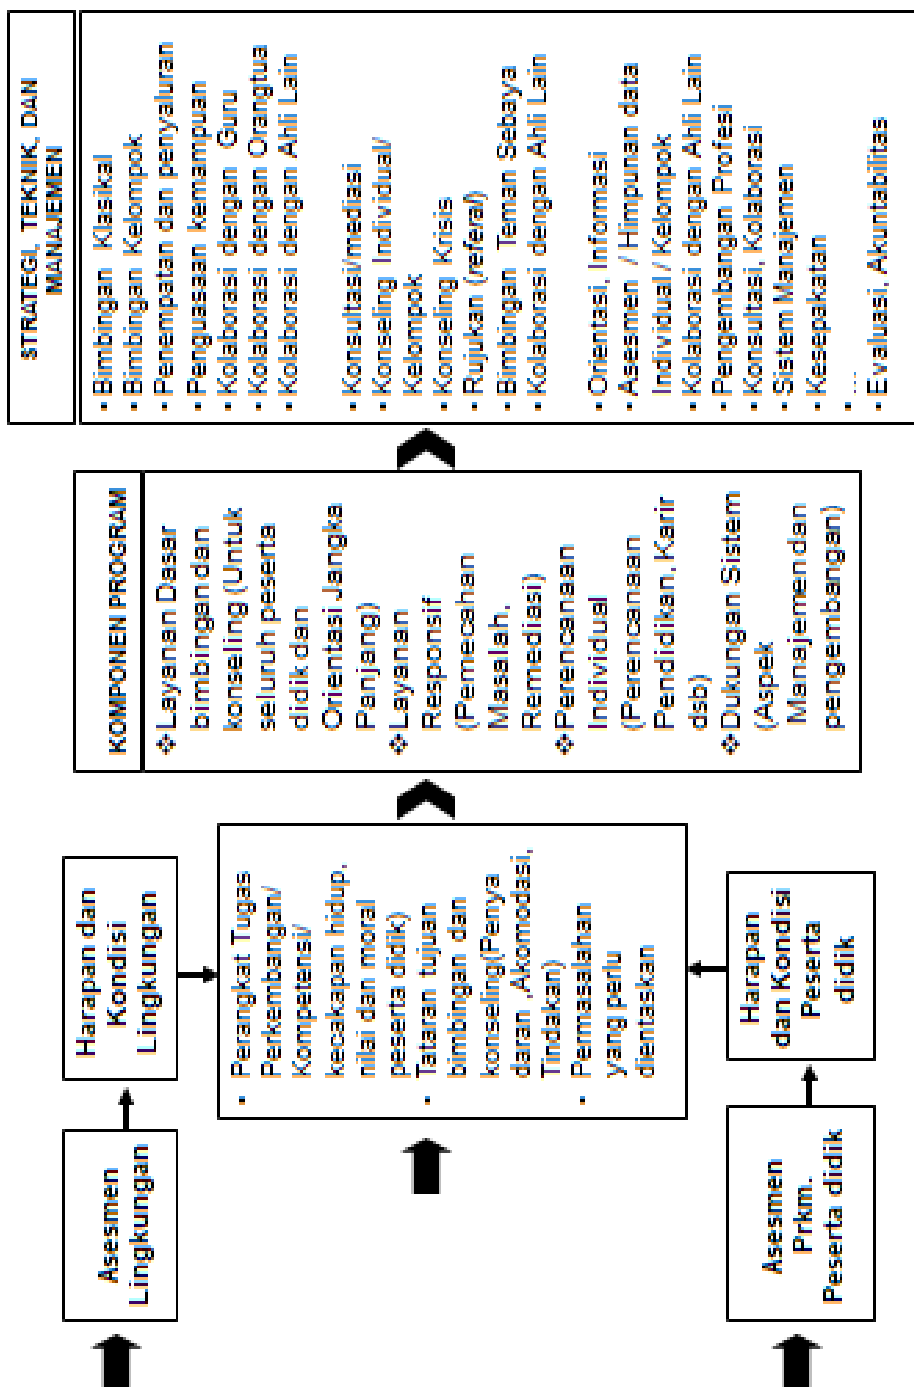 Asesmen
Lingkungan
Harapan dan
Kondisi
Lingkungan
Asesmen
Prkm.
Peserta didik
Harapan
dan Kondisi
Peserta
didik
• Perangkat Tugas
Perkembangan/
Kompetensi/
kecakapan hidup,
nilai dan moral
peserta didik)
• Tataran tujuan
bimbingan dan
konseling(Penya
daran ,Akomodasi,
Tindakan)
• Permasalahan
yang perlu
dientaskan
KOMPONEN PROGRAM
❖ Layanan Dasar
bimbingan dan
konseling (Untuk
seluruh peserta
didik dan
Orientasi Jangka
Panjang)
❖ Layanan
Responsif
(Pemecahan
Masalah,
Remediasi)
❖ Perencanaan
Individual
(Perencanaan
Pendidikan, Karir
dsb)
❖ Dukungan Sistem
(Aspek
Manajemen dan
pengembangan)
STRATEGI, TEKNIK, DAN
MANAJEMEN
• Bimbingan Klasikal
• Bimbingan Kelompok
• Penempatan dan penyaluran
• Penguasaan kemampuan
• Kolaborasi dengan Guru
• Kolaborasi dengan Orangtua
• Kolaborasi dengan Ahli Lain
• Konsultasi/mediasi
• Konseling Individual/
Kelompok
• Konseling Krisis
• Rujukan (referal)
• Bimbingan Teman Sebaya
• Kolaborasi dengan Ahli Lain
• Orientasi, Informasi
• Asesmen / Himpunan data
Individual / Kelompok
• Kolaborasi dengan Ahli Lain
• Pengembangan Profesi
• Konsultasi, Kolaborasi
• Sistem Manajemen
• Kesepakatan
• ...
• Evaluasi, Akuntabilitas